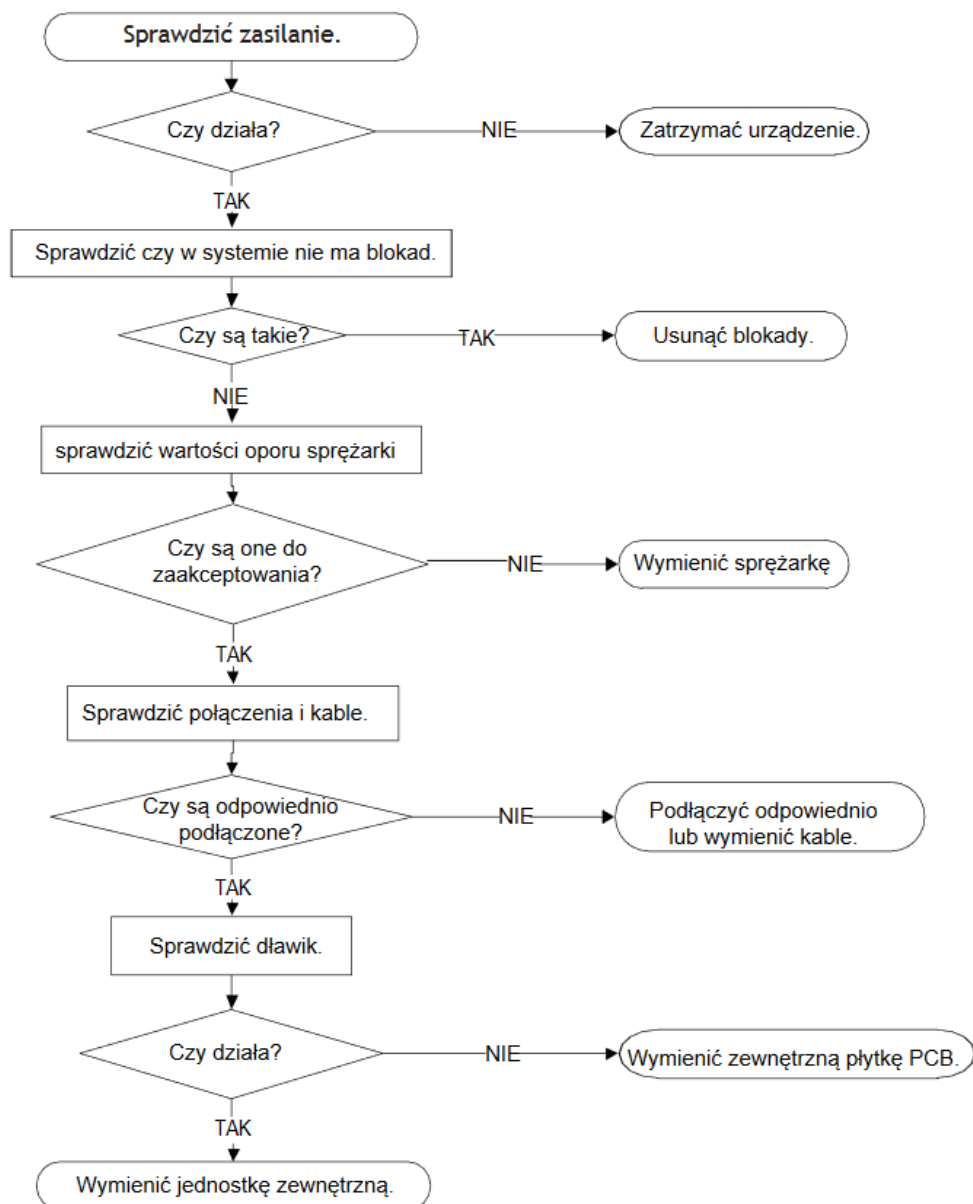 Sprawdzić zasilanie.
Czy działa?
NIE
Zatrzymać urządzenie.
TAK
Sprawdzić czy w systemie nie ma blokad.
Czy są takie?
TAK
Usunąć blokady.
NIE
sprawdzić wartości oporu sprężarki
Czy są one do
zaakceptowania?
NIE
Wymienić sprężarkę
TAK
Sprawdzić połączenia i kable.
Czy są odpowiednio
podłączone?
NIE
Podłączyć odpowiednio
lub wymienić kable.
TAK
Sprawdzić dławik.
Czy działa?
NIE
Wymienić zewnętrzną płytkę PCB.
TAK
Wymienić jednostkę zewnętrzną.